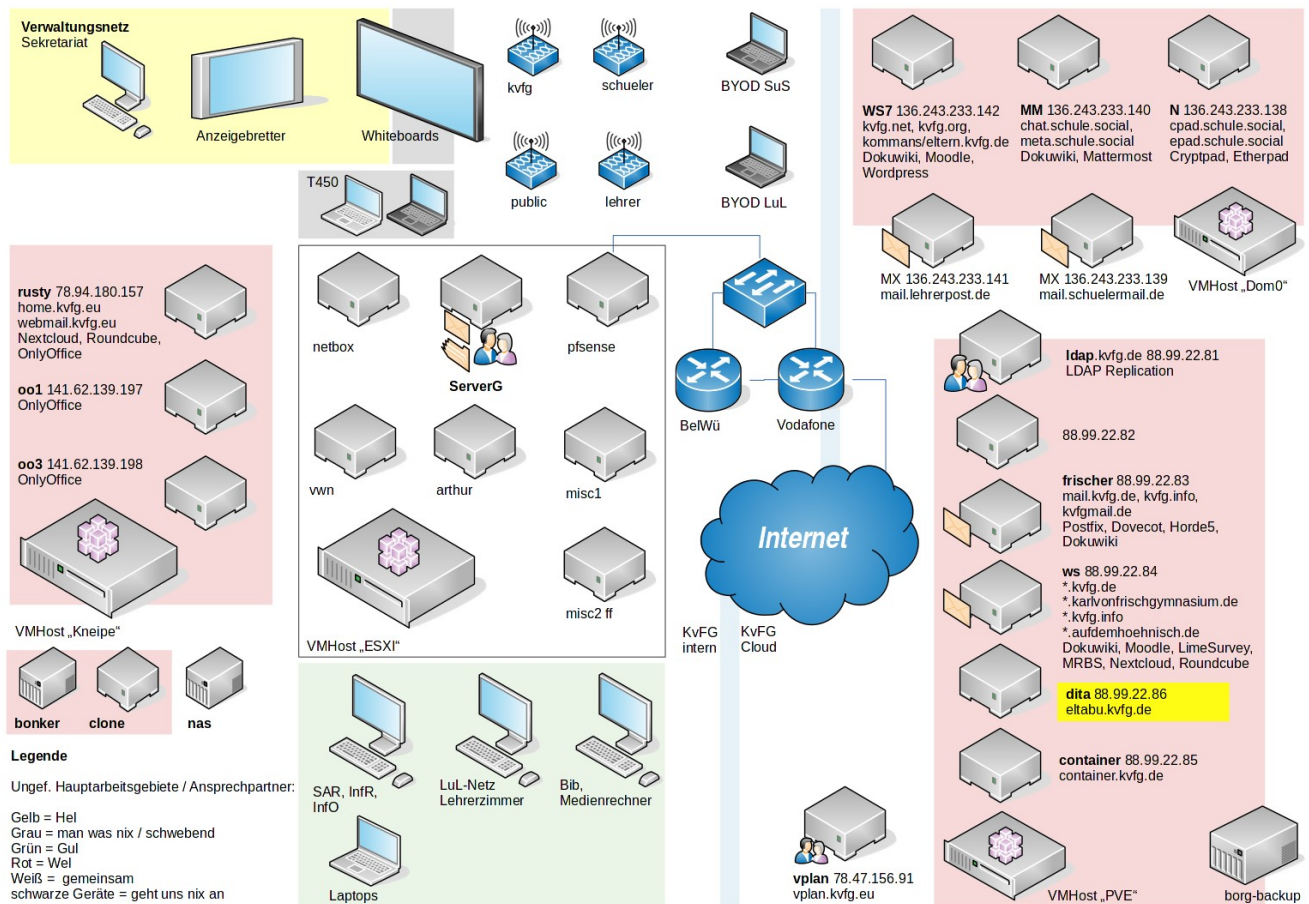 Verwaltungsnetz
Sekretariat
Anzeigebretter
Whiteboards
kvfg
schueler
BYOD SuS
public
lehrer
BYOD LuL
T450
WS7 136.243.233.142
kvfg.net, kvfg.org,
kommans/eltern.kvfg.de
Dokuwiki, Moodle,
Wordpress
MM 136.243.233.140
chat.schule.social,
meta.schule.social
Dokuwiki, Mattermost
N 136.243.233.138
cpad.schule.social,
epad.schule.social
Cryptpad, Etherpad
MX 136.243.233.141
mail.lehrerpost.de
MX 136.243.233.139
mail.schuelermail.de
VMHost „Dom0“
rusty 78.94.180.157
home.kvfg.eu
webmail.kvfg.eu
Nextcloud, Roundcube,
OnlyOffice
oo1 141.62.139.197
OnlyOffice
oo3 141.62.139.198
OnlyOffice
VMHost „Kneipe“
netbox
ServerG
pfsense
vwn
arthur
misc1
misc2 ff
VMHost „ESXI“
BelWü
Vodafone
Internet
KvFG
intern
KvFG
Cloud
ldap.kvfg.de 88.99.22.81
LDAP Replication
88.99.22.82
frischer 88.99.22.83
mail.kvfg.de, kvfg.info,
kvfgmail.de
Postfix, Dovecot, Horde5,
Dokuwiki
ws 88.99.22.84
*.kvfg.de
*.karlvonfrischgymnasium.de
*.kvfg.info
*.aufdemhoehnisch.de
Dokuwiki, Moodle, LimeSurvey,
MRBS, Nextcloud, Roundcube
dita 88.99.22.86
eltabu.kvfg.de
container 88.99.22.85
container.kvfg.de
VMHost „PVE“
borg-backup
vplan 78.47.156.91
vplan.kvfg.eu
bonker
clone
nas
SAR, InfR,
InfO
LuL-Netz
Lehrerzimmer
Bib,
Medienrechner
Laptops
Legende
Ungef. Hauptarbeitsgebiete / Ansprechpartner:
Gelb = Hel
Grau = man was nix / schwebend
Grün = Gul
Rot = Wel
Weiß = gemeinsam
schwarze Geräte = geht uns nix an